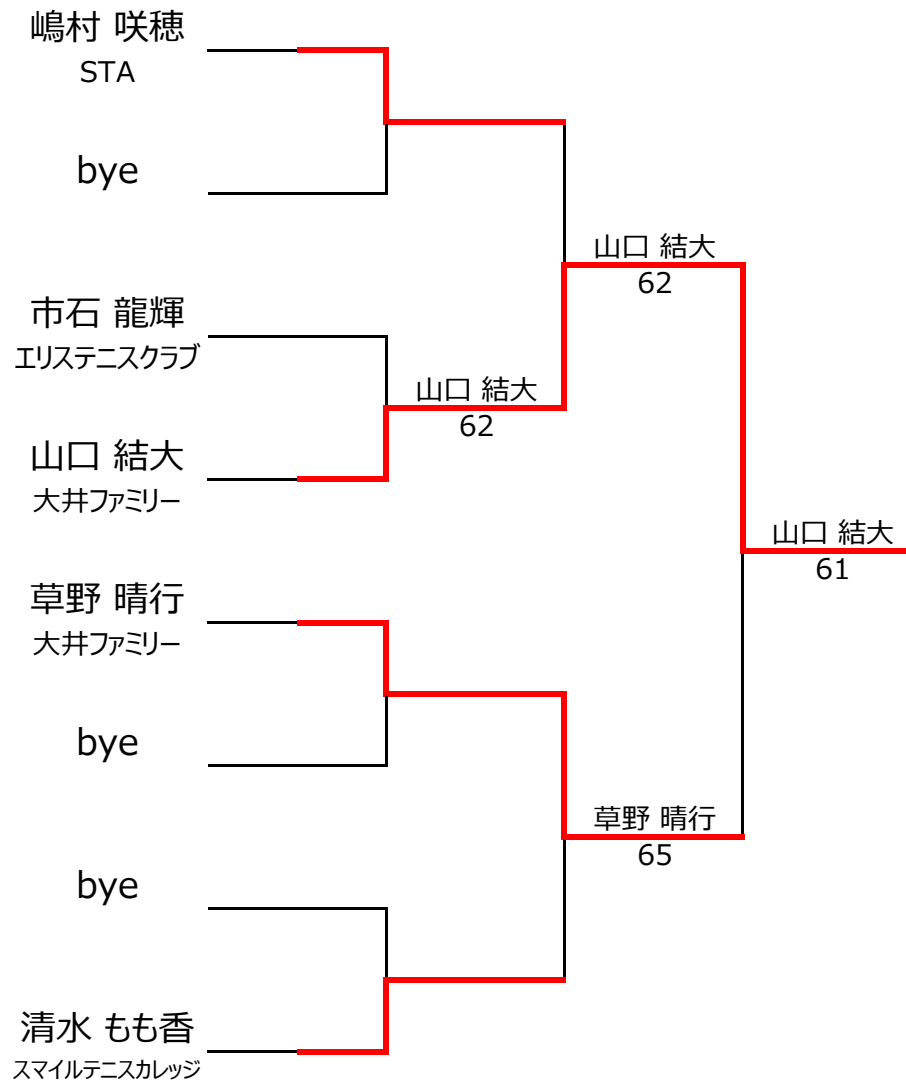 嶋村 咲穂
STA
bye
市石 龍輝
エリステニスクラブ
山口 結大
大井ファミリー
草野 晴行
大井ファミリー
bye
bye
清水 もも香
スマイルテニスカレッジ
山口 結大
62
山口 結大
62
草野 晴行
65
山口 結大
61